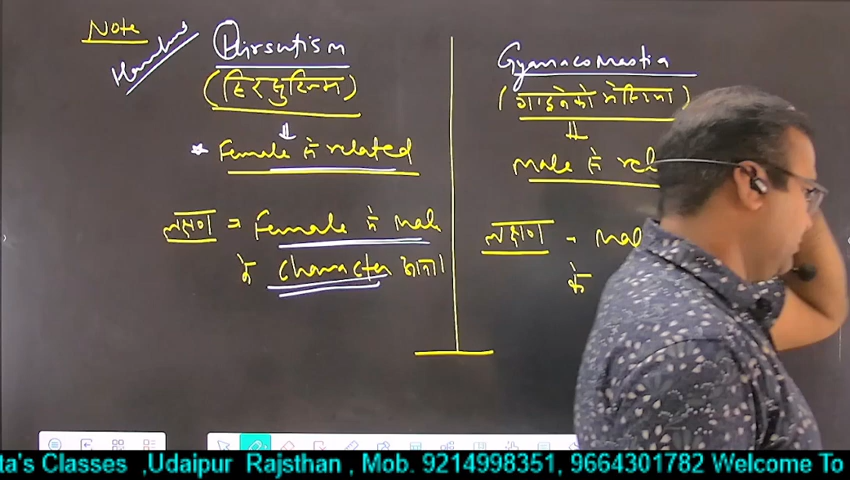 Note
Hirsutism
(हिरसुटिज्म)
* Female में related
लक्षण = Female में Male
के character आना
Gynacomastia
(गाइनेको मेस्टिया)
Male में rel
लक्षण - Mal
के
ta's Classes ,Udaipur Rajsthan , Mob. 9214998351, 9664301782 Welcome To